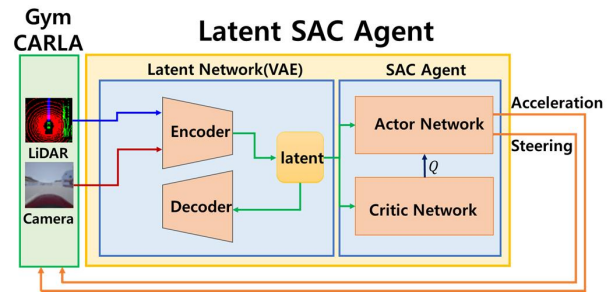 Gym
CARLA
Latent SAC Agent
Latent Network(VAE)
SAC Agent
LiDAR
Camera
Encoder
Decoder
latent
Actor Network
Q
Critic Network
Acceleration
Steering